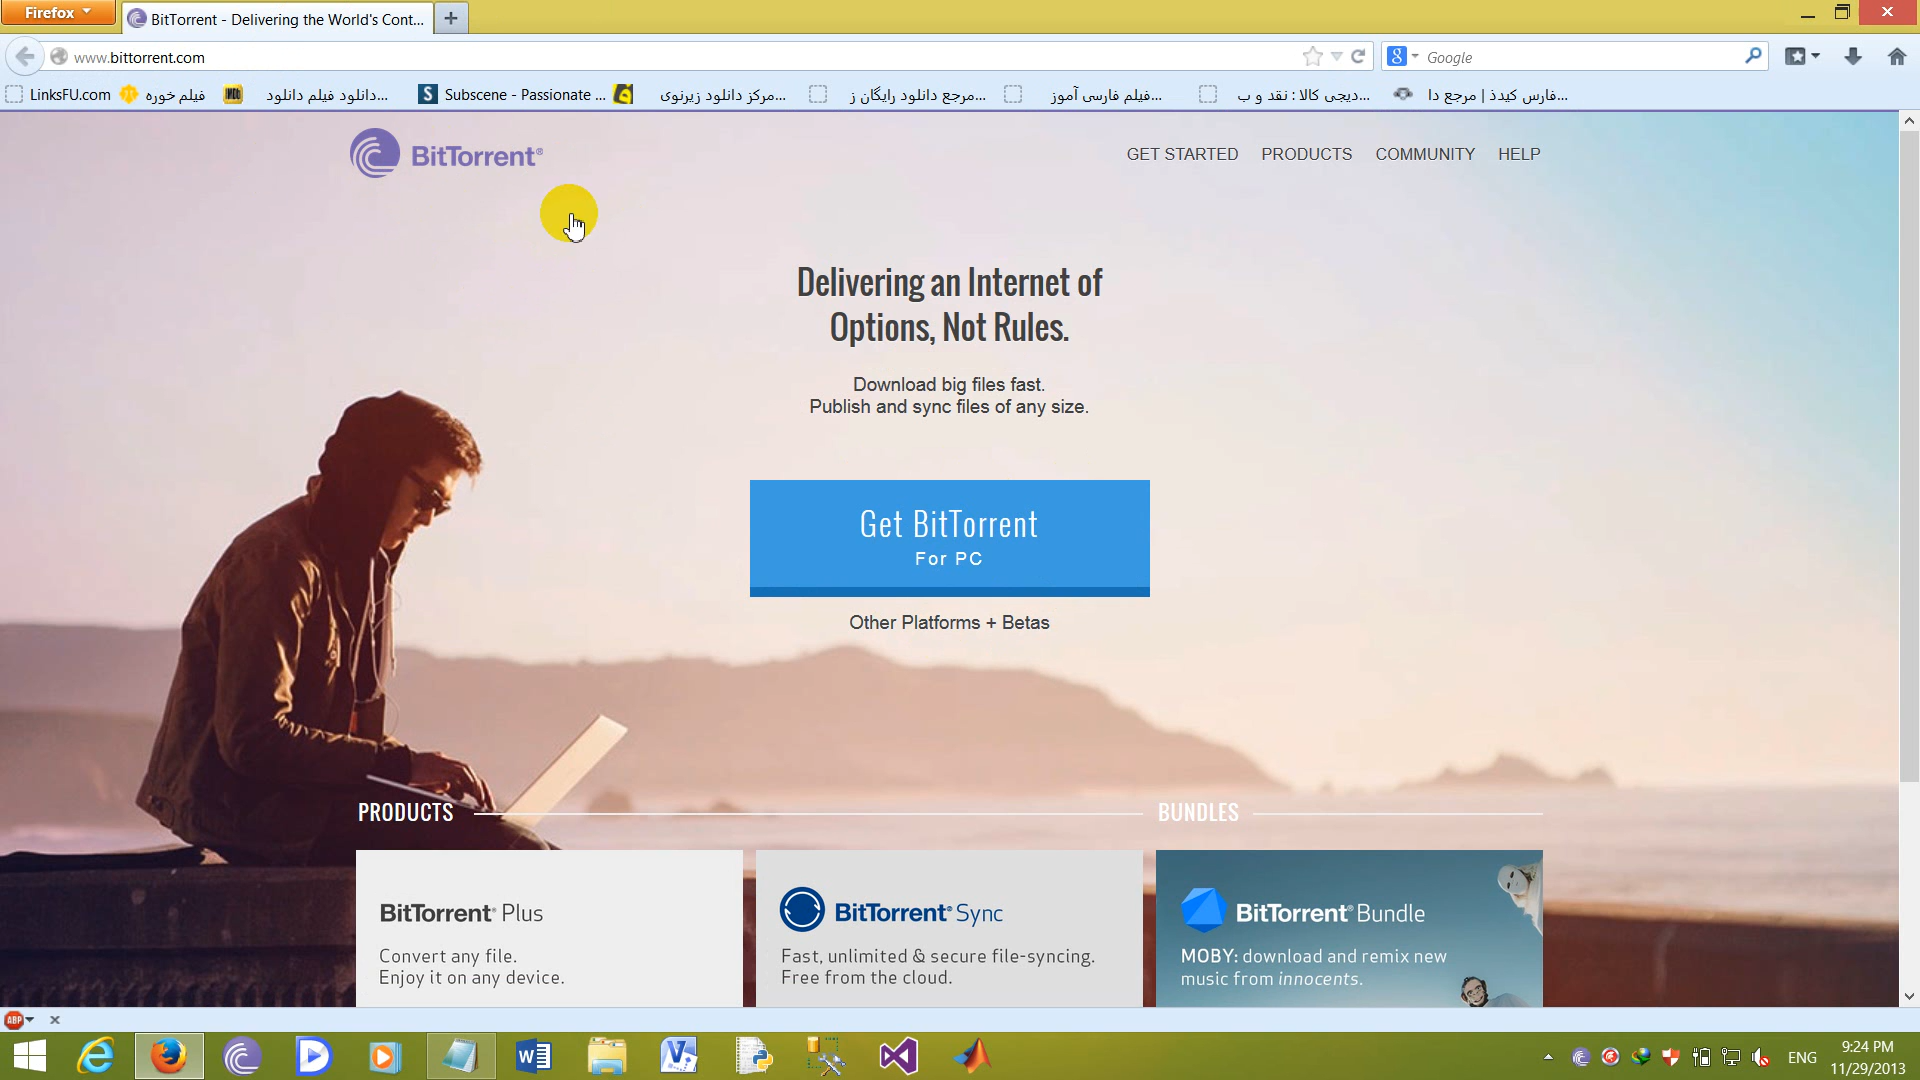 Firefox
BitTorrent - Delivering the World's Cont...
www.bittorrent.com
Google
LinksFU.com
فیلم خوره
دانلود فیلم دانلود...
Subscene - Passionate ...
مرکز دانلود زیرنوی...
مرجع دانلود رایگان ز...
فیلم فارسی آموز...
دیجی کالا : نقد و ب...
فارس کیدذ | مرجع دا...
BitTorrent®
GET STARTED
PRODUCTS
COMMUNITY
HELP
Delivering an Internet of
Options, Not Rules.
Download big files fast.
Publish and sync files of any size.
Get BitTorrent
For PC
Other Platforms + Betas
PRODUCTS
BUNDLES
BitTorrent® Plus
Convert any file.
Enjoy it on any device.
BitTorrent® Sync
Fast, unlimited & secure file-syncing.
Free from the cloud.
BitTorrent® Bundle
MOBY: download and remix new
music from innocents.
ABP
ENG
9:24 PM
11/29/2013